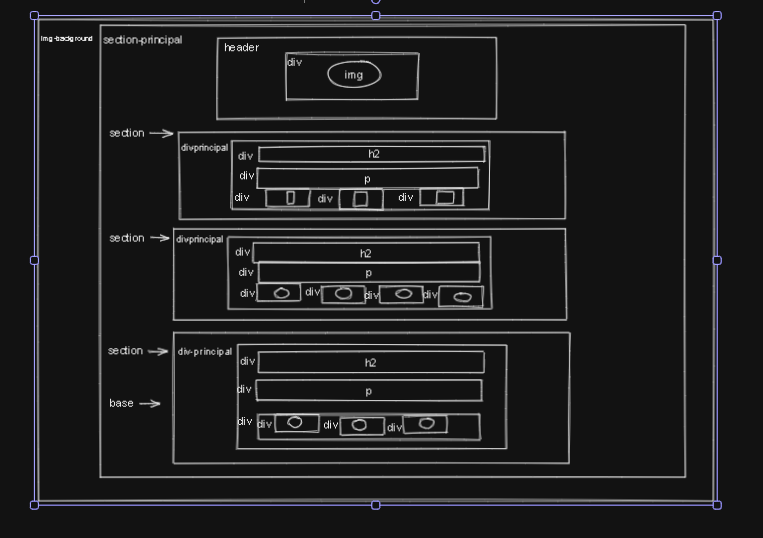 img-background
section-principal
header
div
img
section
divprincipal
div
h2
div
p
div
div
div
section
divprincipal
div
h2
div
p
div
div
div
div
section
div-principal
div
h2
base
div
p
div
div
div
div